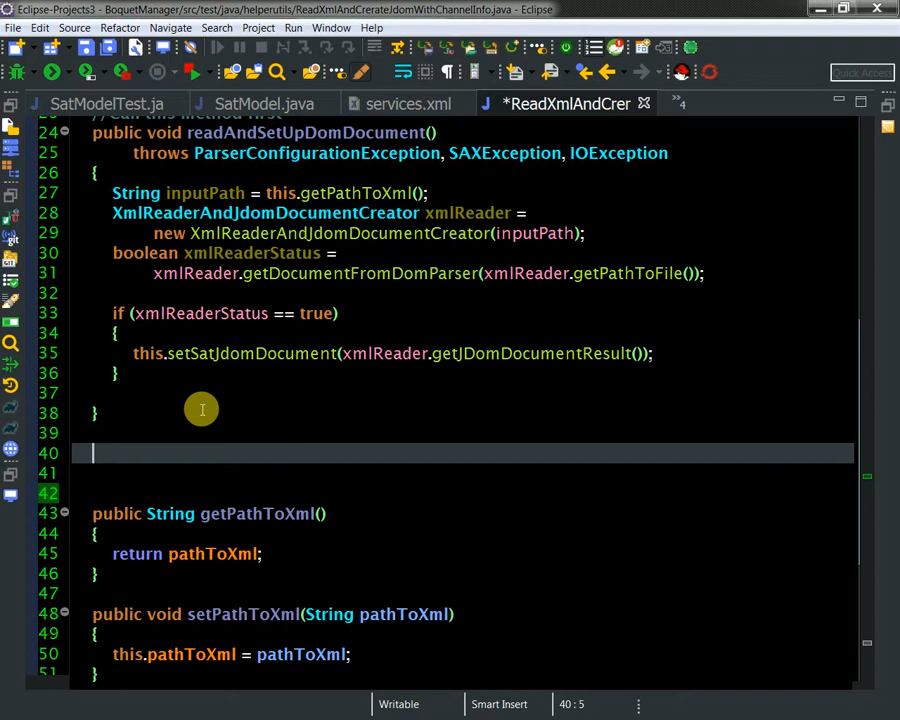 Eclipse-Projects3 - BoquetManager/src/test/java/helperutils/ReadXmlAndCrerateJdomWithChannelInfo.java - Eclipse
File Edit Source Refactor Navigate Search Project Run Window Help
Quick Access
SatModelTest.ja SatModel.java services.xml *ReadXmlAndCrer »4
24 public void readAndSetUpDomDocument()
25 throws ParserConfigurationException, SAXException, IOException
26 {
27 String inputPath = this.getPathToXml();
28 XmlReaderAndJdomDocumentCreator xmlReader =
29 new XmlReaderAndJdomDocumentCreator(inputPath);
30 boolean xmlReaderStatus =
31 xmlReader.getDocumentFromDomParser(xmlReader.getPathToFile());
32
33 if (xmlReaderStatus == true)
34 {
35 this.setSatJdomDocument(xmlReader.getJDomDocumentResult());
36 }
37
38 }
39
40
41
42
43 public String getPathToXml()
44 {
45 return pathToXml;
46 }
47
48 public void setPathToXml(String pathToXml)
49 {
50 this.pathToXml = pathToXml;
51 }
Writable Smart Insert 40 : 5